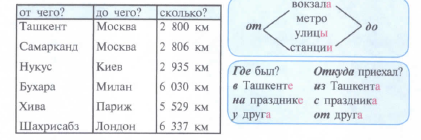 от чего? до чего? сколько?
Ташкент Москва 2 800 км
Самарканд Москва 2 806 км
Нукус Киев 2 935 км
Бухара Милан 6 030 км
Хива Париж 5 529 км
Шахрисабз Лондон 6 337 км
вокзала
метро
от до
улицы
станции
Где был? Откуда приехал?
в Ташкенте из Ташкента
на празднике с праздника
у друга от друга